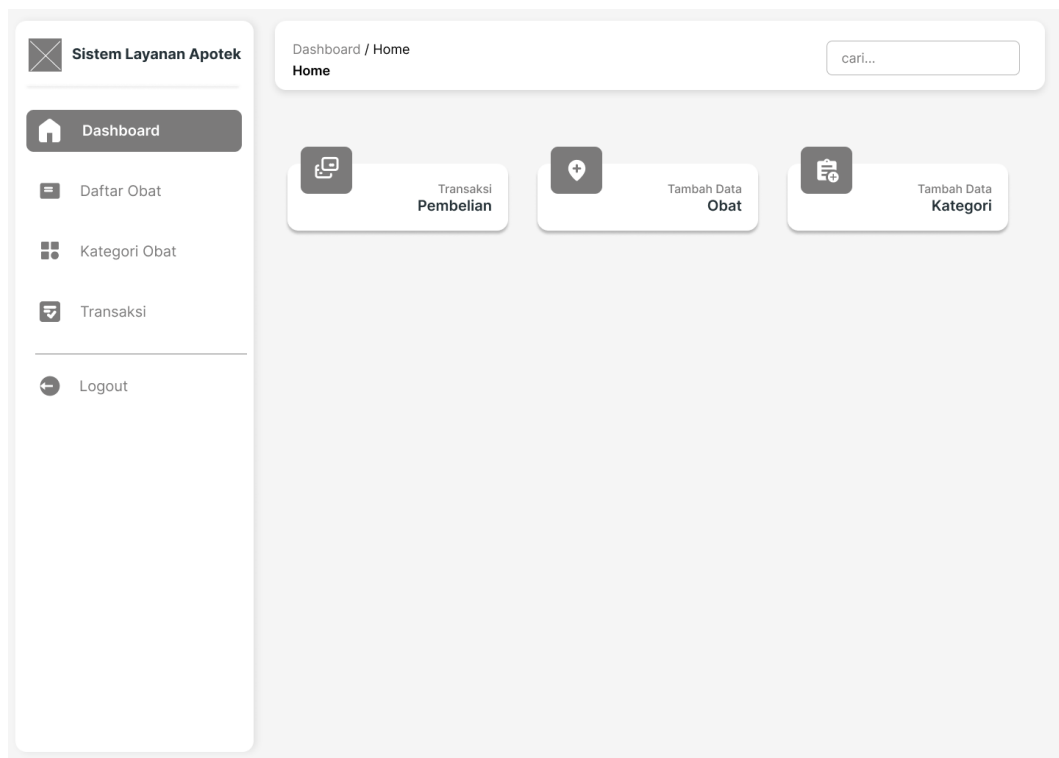 Sistem Layanan Apotek
Dashboard
Daftar Obat
Kategori Obat
Transaksi
Logout
Dashboard / Home
Home
cari...
Transaksi
Pembelian
Tambah Data
Obat
Tambah Data
Kategori